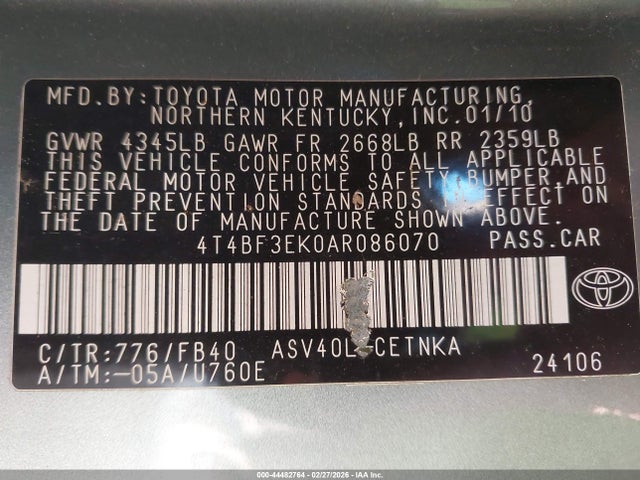 MFD.BY:TOYOTA MOTOR MANUFACTURING,
NORTHERN KENTUCKY,INC.01/10
GVWR 4345LB GAWR FR 2668LB RR 2359LB
THIS VEHICLE CONFORMS TO ALL APPLICABLE
FEDERAL MOTOR VEHICLE SAFETY,BUMPER,AND
THEFT PREVENTION STANDARDS IN EFFECT ON
THE DATE OF MANUFACTURE SHOWN ABOVE.
4T4BF3EK0AR086070 PASS.CAR
C/TR:776/FB40 ASV40L-CETNKA
A/TM:-05A/U760E 24106
000-44482764 - 02/27/2026 - IAA Inc.